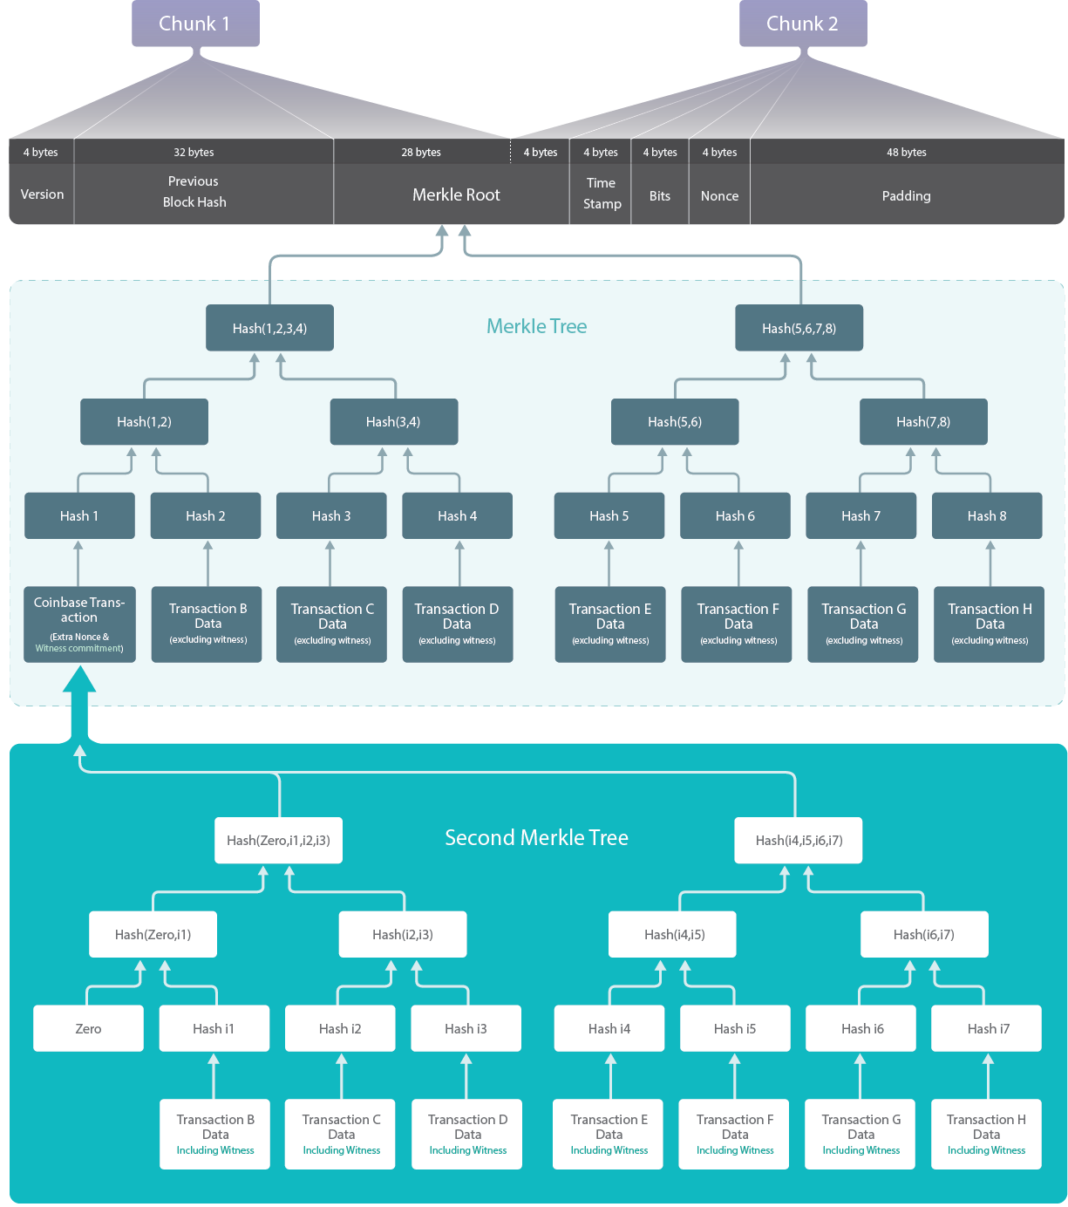 Chunk 1
Chunk 2
4 bytes
32 bytes
28 bytes
4 bytes
4 bytes
4 bytes
4 bytes
48 bytes
Version
Previous
Block Hash
Merkle Root
Time
Stamp
Bits
Nonce
Padding
Merkle Tree
Hash(1,2,3,4)
Hash(5,6,7,8)
Hash(1,2)
Hash(3,4)
Hash(5,6)
Hash(7,8)
Hash 1
Hash 2
Hash 3
Hash 4
Hash 5
Hash 6
Hash 7
Hash 8
Coinbase Trans-
action
(Extra Nonce &
Witness commitment)
Transaction B
Data
(excluding witness)
Transaction C
Data
(excluding witness)
Transaction D
Data
(excluding witness)
Transaction E
Data
(excluding witness)
Transaction F
Data
(excluding witness)
Transaction G
Data
(excluding witness)
Transaction H
Data
(excluding witness)
Second Merkle Tree
Hash(Zero,i1,i2,i3)
Hash(i4,i5,i6,i7)
Hash(Zero,i1)
Hash(i2,i3)
Hash(i4,i5)
Hash(i6,i7)
Zero
Hash i1
Hash i2
Hash i3
Hash i4
Hash i5
Hash i6
Hash i7
Transaction B
Data
Including Witness
Transaction C
Data
Including Witness
Transaction D
Data
Including Witness
Transaction E
Data
Including Witness
Transaction F
Data
Including Witness
Transaction G
Data
Including Witness
Transaction H
Data
Including Witness